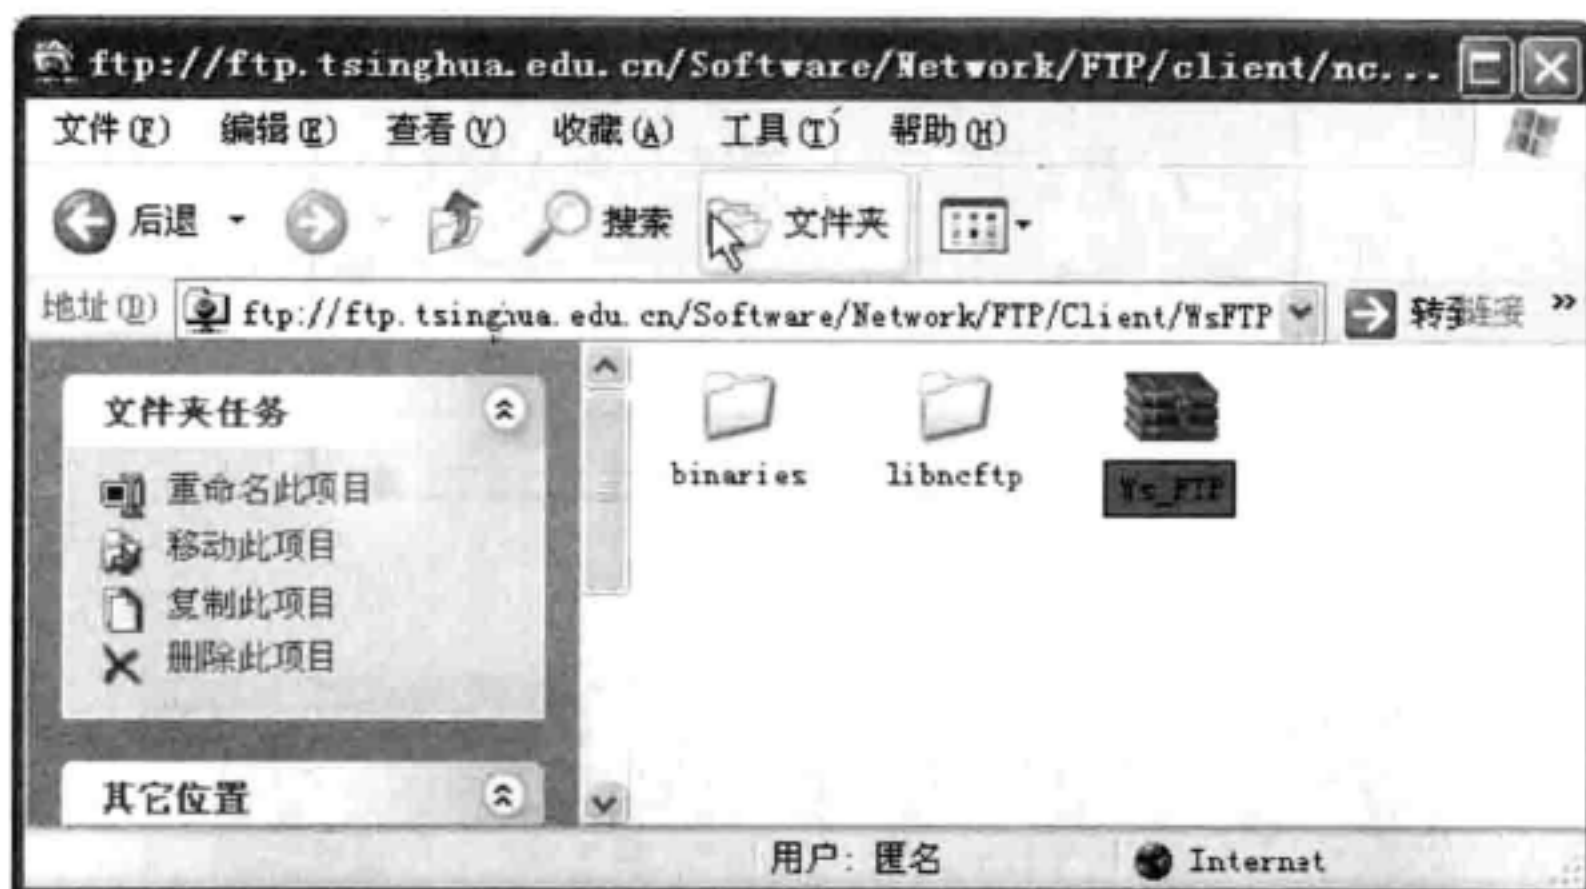 ftp://ftp.tsinghua.edu.cn/Software/Network/FTP/client/nc...
文件(F) 编辑(E) 查看(V) 收藏(A) 工具(T) 帮助(H)
后退 搜索 文件夹
地址(D) ftp://ftp.tsinghua.edu.cn/Software/Network/FTP/Client/WsFTP 转到 链接 »
文件夹任务
binaries libncftp Ws_FTP
重命名此项目
移动此项目
复制此项目
删除此项目
其它位置
用户: 匿名 Internet